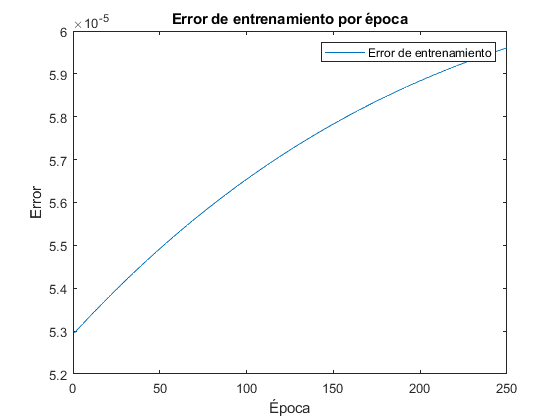 Error de entrenamiento por época
×10-5
6
5.9
5.8
5.7
5.6
5.5
5.4
5.3
5.2
Error
Error de entrenamiento
0 50 100 150 200 250
Época